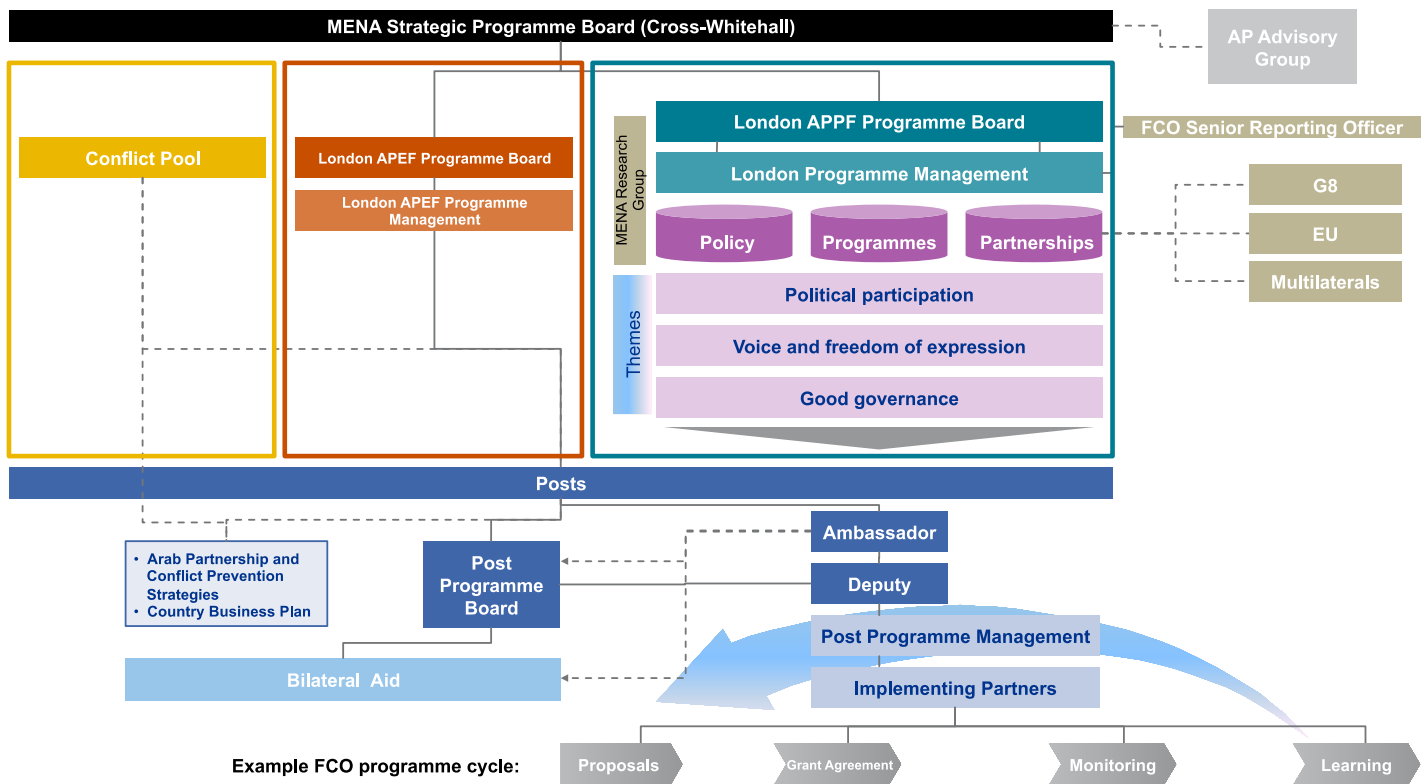 MENA Strategic Programme Board (Cross-Whitehall)
AP Advisory
Group
Conflict Pool
London APEF Programme Board
London APEF Programme
Management
MENA Research
Group
London APPF Programme Board
London Programme Management
Policy
Programmes
Partnerships
FCO Senior Reporting Officer
G8
EU
Multilaterals
Themes
Political participation
Voice and freedom of expression
Good governance
Posts
• Arab Partnership and
Conflict Prevention
Strategies
• Country Business Plan
Post
Programme
Board
Ambassador
Deputy
Post Programme Management
Bilateral Aid
Implementing Partners
Example FCO programme cycle:
Proposals
Grant Agreement
Monitoring
Learning